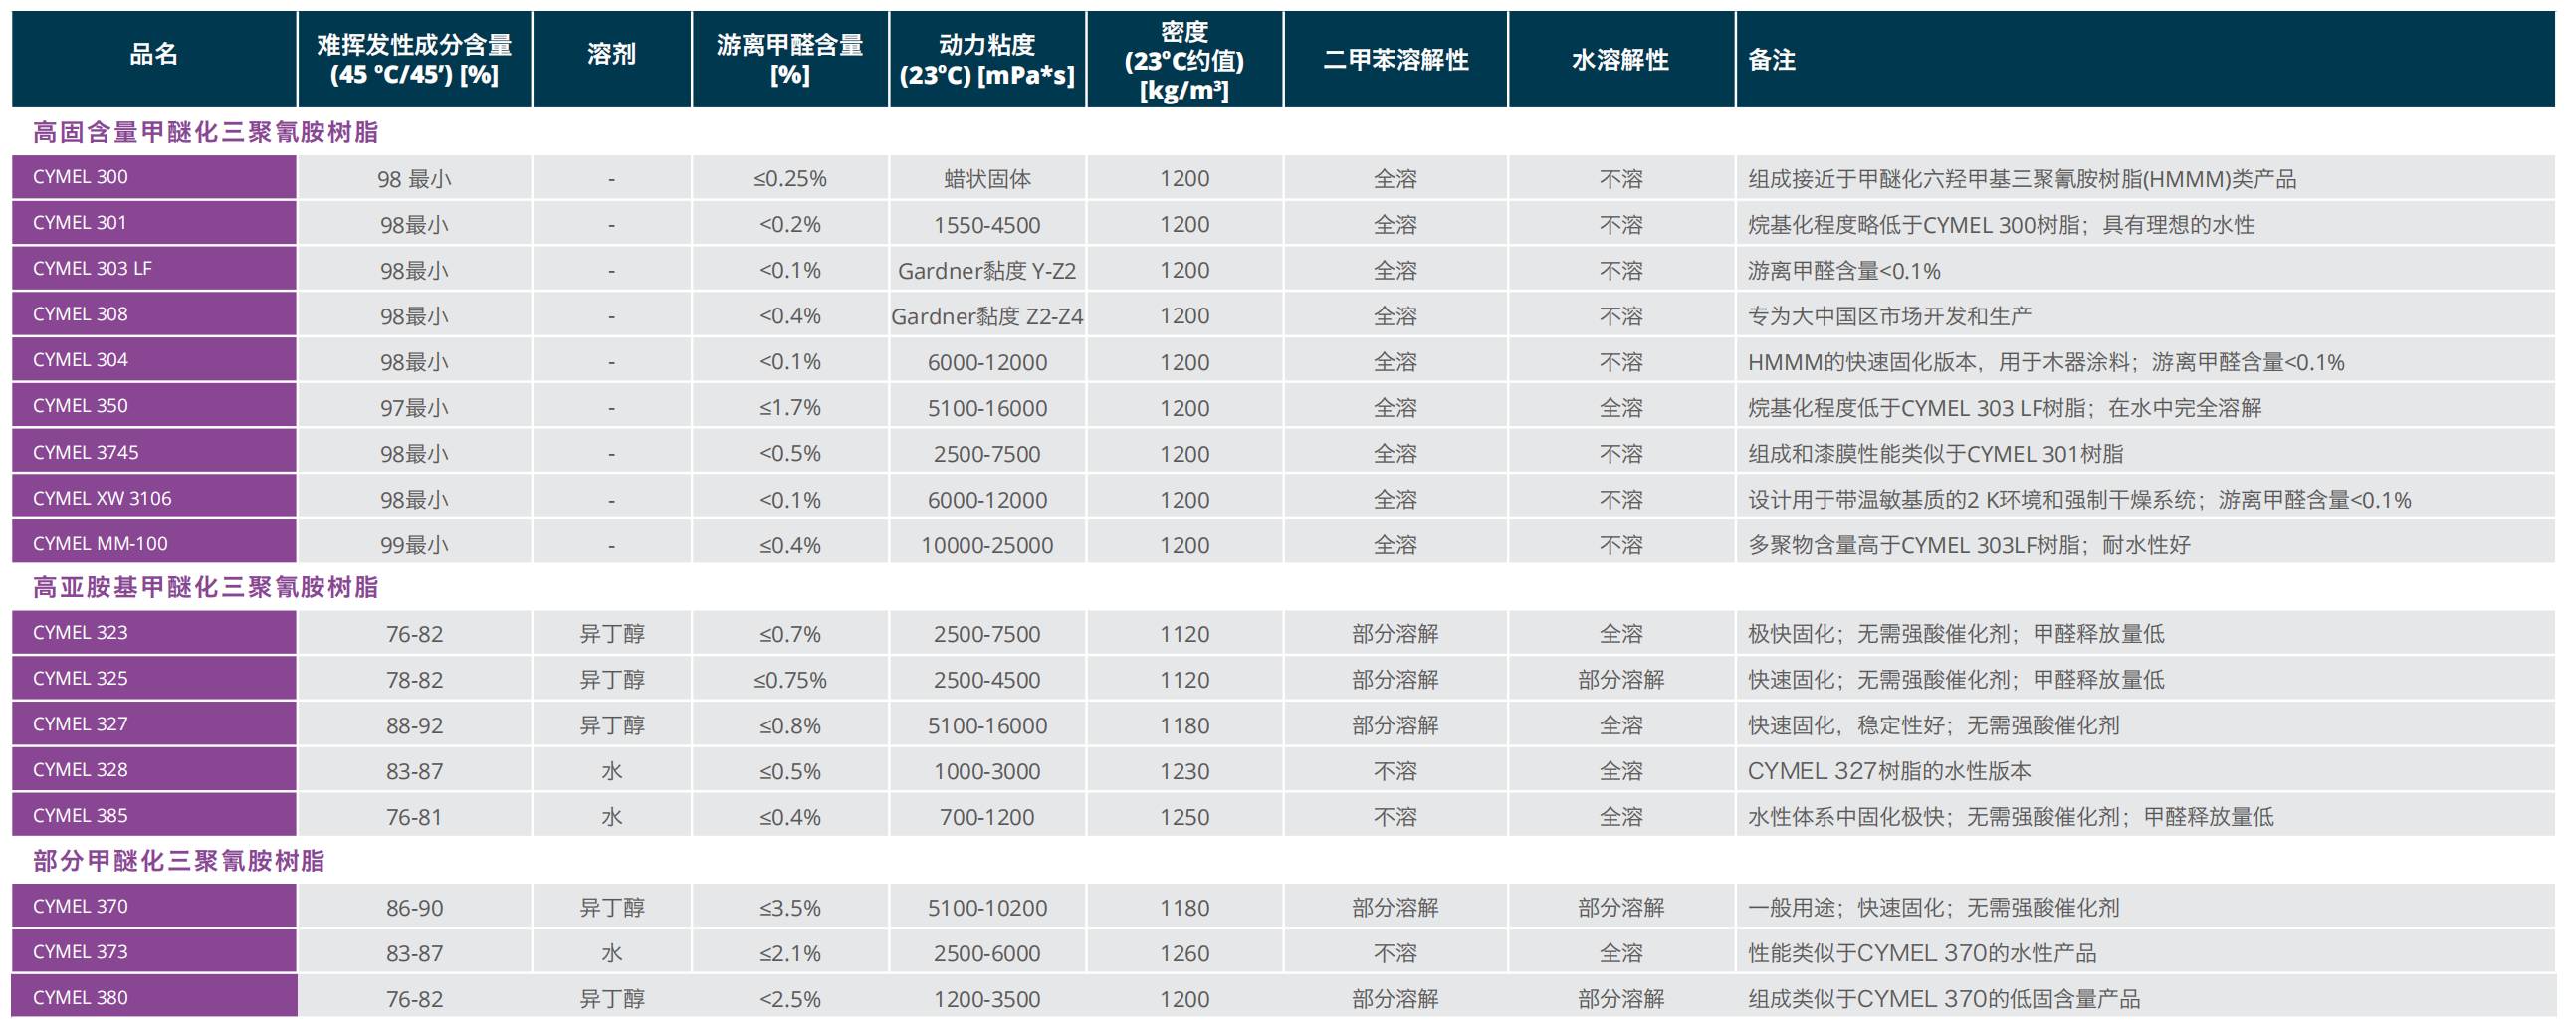 品名 难挥发性成分含量 (45 ºC/45′) [%] 溶剂 游离甲醛含量 [%] 动力粘度 (23ºC) [mPa*s] 密度 (23ºC约值) [kg/m³] 二甲苯溶解性 水溶解性 备注
高固含量甲醚化三聚氰胺树脂
CYMEL 300 98 最小 - ≤0.25% 蜡状固体 1200 全溶 不溶 组成接近于甲醚化六羟甲基三聚氰胺树脂(HMMM)类产品
CYMEL 301 98最小 - <0.2% 1550-4500 1200 全溶 不溶 烷基化程度略低于CYMEL 300树脂；具有理想的水性
CYMEL 303 LF 98最小 - <0.1% Gardner黏度 Y-Z2 1200 全溶 不溶 游离甲醛含量<0.1%
CYMEL 308 98最小 - <0.4% Gardner黏度 Z2-Z4 1200 全溶 不溶 专为大中国区市场开发和生产
CYMEL 304 98最小 - <0.1% 6000-12000 1200 全溶 不溶 HMMM的快速固化版本，用于木器涂料；游离甲醛含量<0.1%
CYMEL 350 97最小 - ≤1.7% 5100-16000 1200 全溶 全溶 烷基化程度低于CYMEL 303 LF树脂；在水中完全溶解
CYMEL 3745 98最小 - <0.5% 2500-7500 1200 全溶 不溶 组成和漆膜性能类似于CYMEL 301树脂
CYMEL XW 3106 98最小 - <0.1% 6000-12000 1200 全溶 不溶 设计用于带温敏基质的2 K环境和强制干燥系统；游离甲醛含量<0.1%
CYMEL MM-100 99最小 - ≤0.4% 10000-25000 1200 全溶 不溶 多聚物含量高于CYMEL 303LF树脂；耐水性好
高亚胺基甲醚化三聚氰胺树脂
CYMEL 323 76-82 异丁醇 ≤0.7% 2500-7500 1120 部分溶解 全溶 极快固化；无需强酸催化剂；甲醛释放量低
CYMEL 325 78-82 异丁醇 ≤0.75% 2500-4500 1120 部分溶解 部分溶解 快速固化；无需强酸催化剂；甲醛释放量低
CYMEL 327 88-92 异丁醇 ≤0.8% 5100-16000 1180 部分溶解 全溶 快速固化，稳定性好；无需强酸催化剂
CYMEL 328 83-87 水 ≤0.5% 1000-3000 1230 不溶 全溶 CYMEL 327树脂的水性版本
CYMEL 385 76-81 水 ≤0.4% 700-1200 1250 不溶 全溶 水性体系中固化极快；无需强酸催化剂；甲醛释放量低
部分甲醚化三聚氰胺树脂
CYMEL 370 86-90 异丁醇 ≤3.5% 5100-10200 1180 部分溶解 部分溶解 一般用途；快速固化；无需强酸催化剂
CYMEL 373 83-87 水 ≤2.1% 2500-6000 1260 不溶 全溶 性能类似于CYMEL 370的水性产品
CYMEL 380 76-82 异丁醇 <2.5% 1200-3500 1200 部分溶解 部分溶解 组成类似于CYMEL 370的低固含量产品